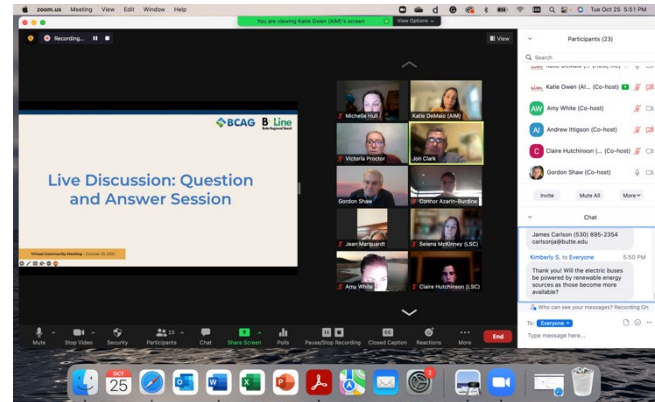 zoom.us Meeting View Edit Window Help
Tue Oct 25 5:51 PM
You are viewing Katie Owen (AIM)'s screen
View Options
Recording...
View
BCAG B Line
Live Discussion: Question
and Answer Session
Virtual Community Meeting
Michelle Hull
Katie DeMaio (AIM)
Victoria Proctor
Jon Clark
Gordon Shaw
Connor Azarin-Burdine
Jean Marquardt
Selena McKinney (LSC)
Amy White
Claire Hutchinson (LSC)
Mute
Stop Video
Security
23
Participants
Chat
Share Screen
Polls
Pause/Stop Recording
CC
Closed Caption
Reactions
More
End
Participants (23)
Search
Katie Owen (AI... (Co-host)
AW Amy White (Co-host)
AI Andrew Ittigson (Co-host)
C Claire Hutchinson (... (Co-host)
Gordon Shaw (Co-host)
Invite
Mute All
More
Chat
James Carlson (530) 895-2354
carlsonja@butte.edu
Kimberly S. to Everyone 5:50 PM
Thank you! Will the electric buses
be powered by renewable energy
sources as those become more
available?
Who can see your messages? Recording On
To: Everyone
Type message here...
OCT
25
2